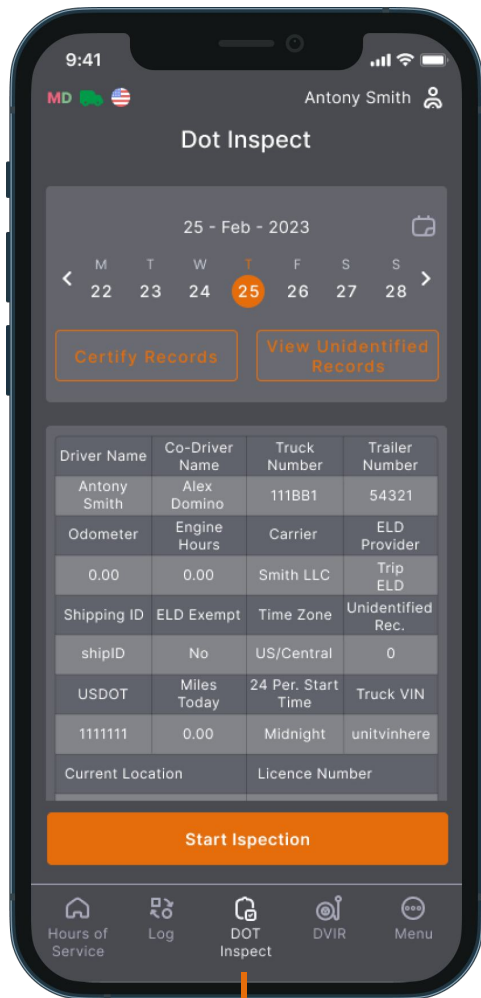 9:41
MD
Antony Smith
Dot Inspect
25 - Feb - 2023
M T W T F S S
22 23 24 25 26 27 28
Certify Records
View Unidentified
Records
Driver Name
Co-Driver
Name
Truck
Number
Trailer
Number
Antony
Smith
Alex
Domino
111BB1
54321
Odometer
Engine
Hours
Carrier
ELD
Provider
0.00
0.00
Smith LLC
Trip
ELD
Shipping ID
ELD Exempt
Time Zone
Unidentified
Rec.
shipID
No
US/Central
0
USDOT
Miles
Today
24 Per. Start
Time
Truck VIN
1111111
0.00
Midnight
unitvinhere
Current Location
Licence Number
Start Ispection
Hours of
Service
Log
DOT
Inspect
DVIR
Menu